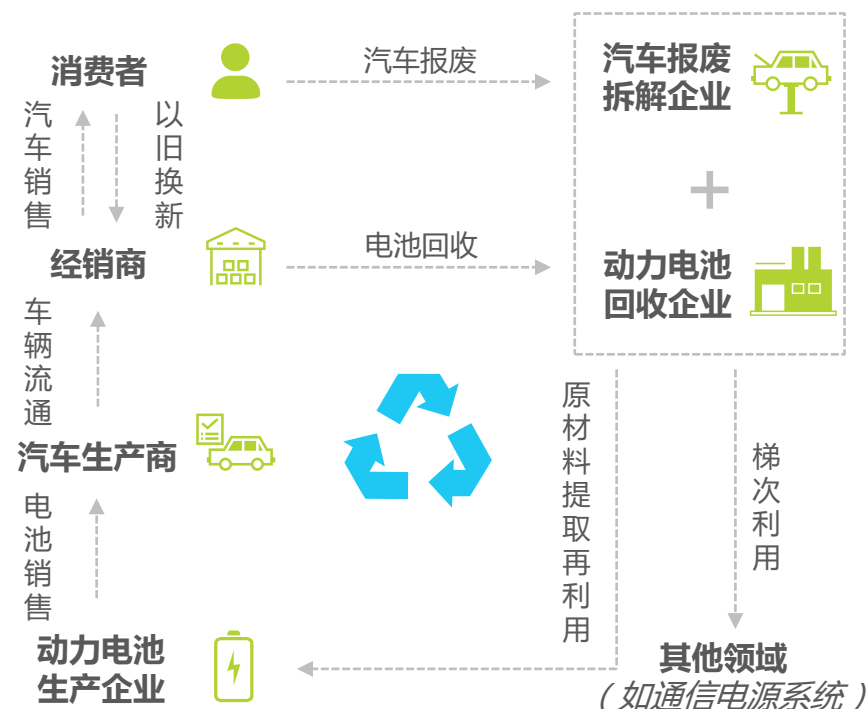 消费者
汽车报废
汽车报废
拆解企业
汽车销售
以旧换新
+
经销商
电池回收
动力电池
回收企业
车辆流通
原材料提取再利用
梯次利用
汽车生产商
电池销售
动力电池
生产企业
其他领域
（如通信电源系统）